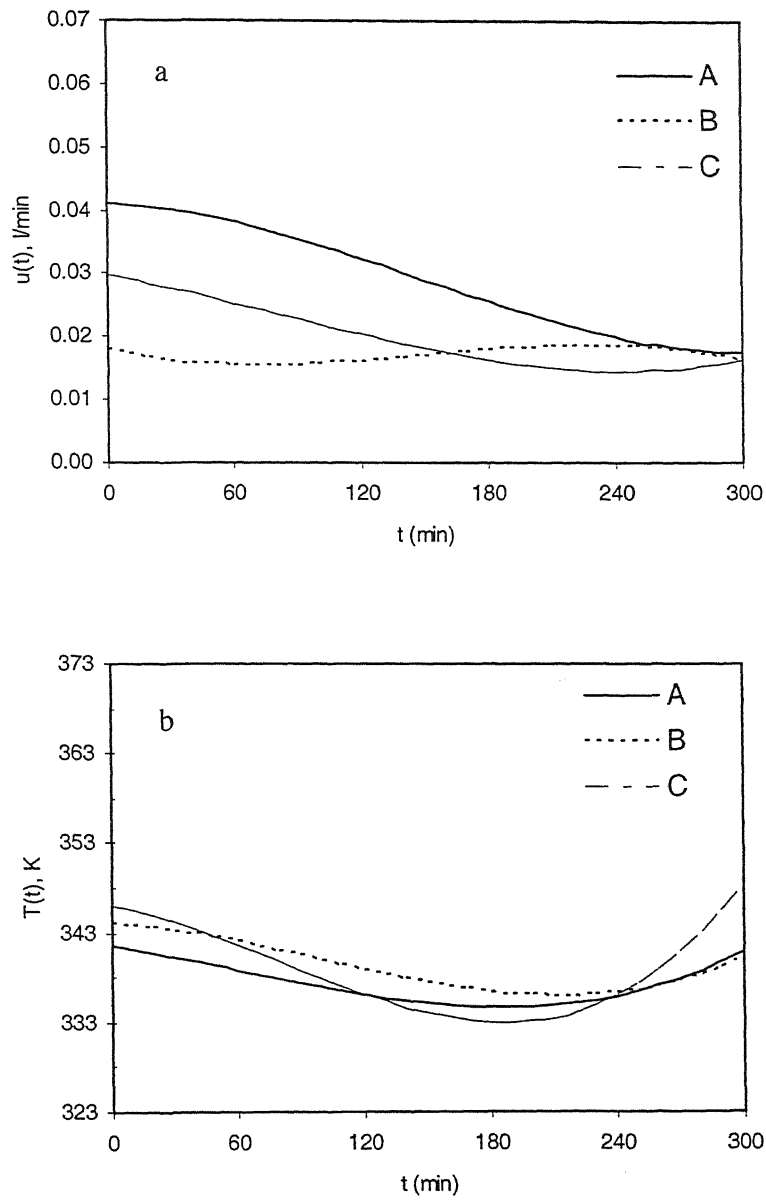 0.07
a
A
0.06
B
0.05
C
0.04
u(t), l/min
0.03
0.02
0.01
0.00
0 60 120 180 240 300
t (min)
373
A
b
B
363
C
353
T(t), K
343
333
323
0 60 120 180 240 300
t (min)